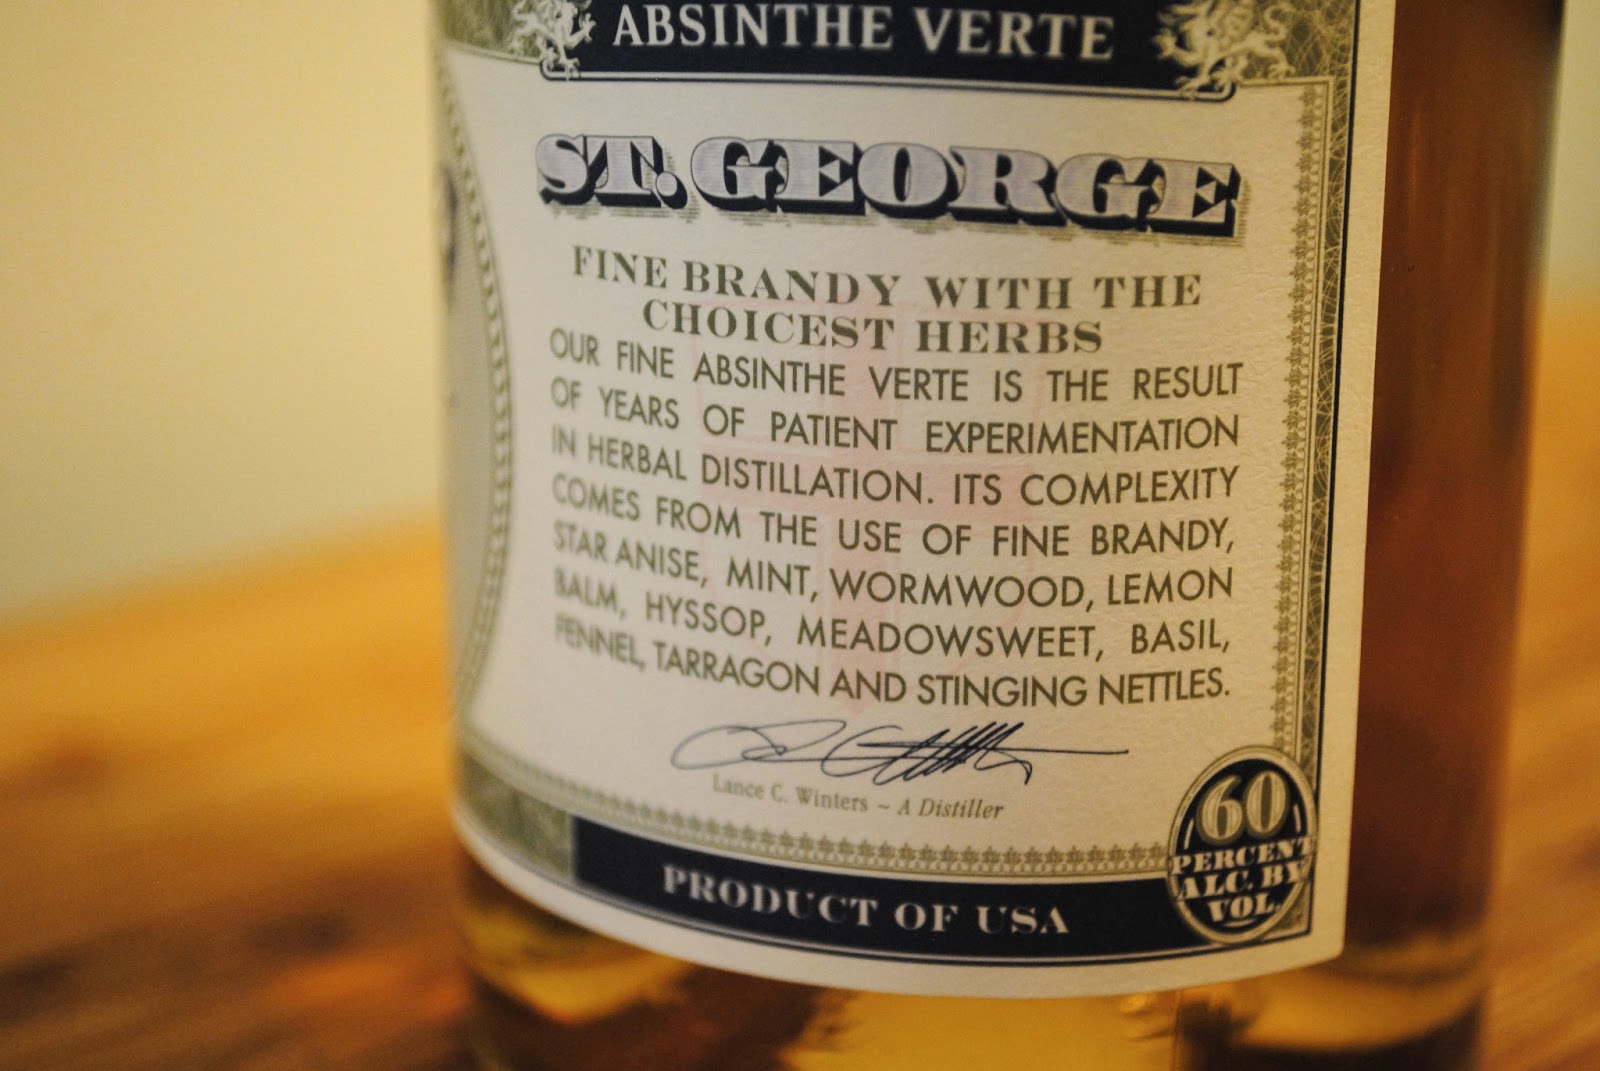 ABSINTHE VERTE
ST. GEORGE
FINE BRANDY WITH THE
CHOICEST HERBS
OUR FINE ABSINTHE VERTE IS THE RESULT
OF YEARS OF PATIENT EXPERIMENTATION
IN HERBAL DISTILLATION. ITS COMPLEXITY
COMES FROM THE USE OF FINE BRANDY,
STAR ANISE, MINT, WORMWOOD, LEMON
BALM, HYSSOP, MEADOWSWEET, BASIL,
FENNEL, TARRAGON AND STINGING NETTLES.
Lance C. Winters ~ A Distiller
PRODUCT OF USA
60
PERCENT
ALC. BY
VOL.